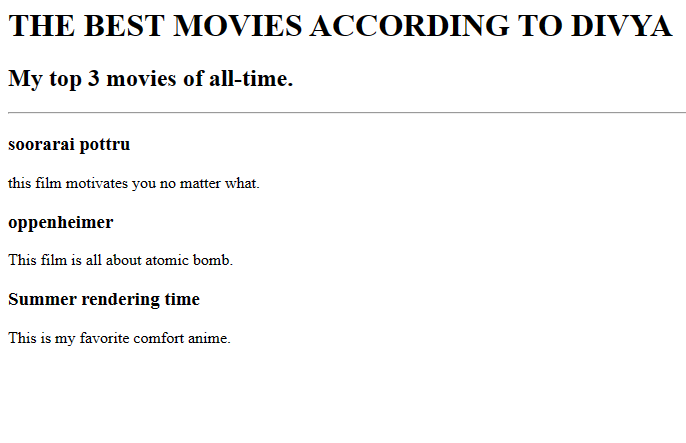 THE BEST MOVIES ACCORDING TO DIVYA
My top 3 movies of all-time.
soorarai pottru
this film motivates you no matter what.
oppenheimer
This film is all about atomic bomb.
Summer rendering time
This is my favorite comfort anime.